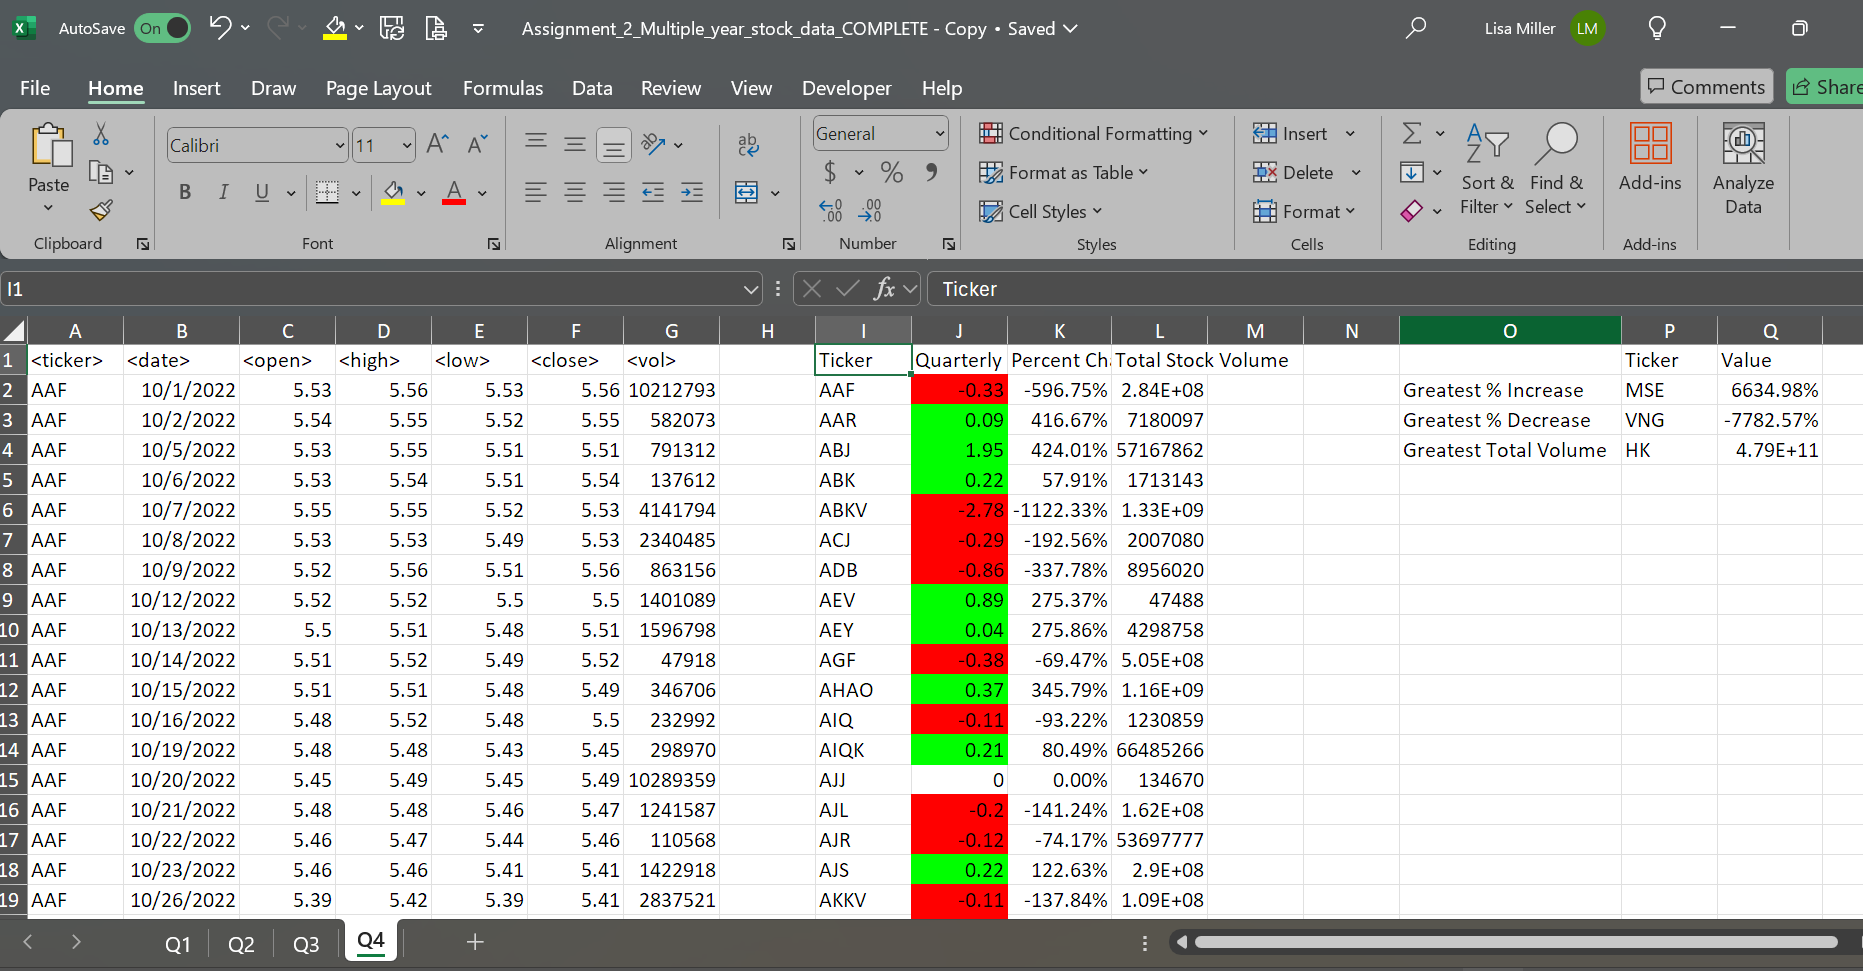 AutoSave On Assignment_2_Multiple_year_stock_data_COMPLETE - Copy • Saved Lisa Miller LM
File Home Insert Draw Page Layout Formulas Data Review View Developer Help Comments Share
Paste
Clipboard
Calibri 11
B I U A
Font
ab
Alignment
General
$ % 9
Number
Conditional Formatting
Format as Table
Cell Styles
Styles
Insert
Delete
Format
Cells
Sort & Filter
Find & Select
Editing
Add-ins
Add-ins
Analyze Data
I1 fx Ticker
A B C D E F G H I J K L M N O P Q
1 <ticker> <date> <open> <high> <low> <close> <vol> Ticker Quarterly Percent Cha Total Stock Volume Ticker Value
2 AAF 10/1/2022 5.53 5.56 5.53 5.56 10212793 AAF -0.33 -596.75% 2.84E+08 Greatest % Increase MSE 6634.98%
3 AAF 10/2/2022 5.54 5.55 5.52 5.55 582073 AAR 0.09 416.67% 7180097 Greatest % Decrease VNG -7782.57%
4 AAF 10/5/2022 5.53 5.55 5.51 5.51 791312 ABJ 1.95 424.01% 57167862 Greatest Total Volume HK 4.79E+11
5 AAF 10/6/2022 5.53 5.54 5.51 5.54 137612 ABK 0.22 57.91% 1713143
6 AAF 10/7/2022 5.55 5.55 5.52 5.53 4141794 ABKV -2.78 -1122.33% 1.33E+09
7 AAF 10/8/2022 5.53 5.53 5.49 5.53 2340485 ACJ -0.29 -192.56% 2007080
8 AAF 10/9/2022 5.52 5.56 5.51 5.56 863156 ADB -0.86 -337.78% 8956020
9 AAF 10/12/2022 5.52 5.52 5.5 5.5 1401089 AEV 0.89 275.37% 47488
10 AAF 10/13/2022 5.5 5.51 5.48 5.51 1596798 AEY 0.04 275.86% 4298758
11 AAF 10/14/2022 5.51 5.52 5.49 5.52 47918 AGF -0.38 -69.47% 5.05E+08
12 AAF 10/15/2022 5.51 5.51 5.48 5.49 346706 AHAO 0.37 345.79% 1.16E+09
13 AAF 10/16/2022 5.48 5.52 5.48 5.5 232992 AIQ -0.11 -93.22% 1230859
14 AAF 10/19/2022 5.48 5.48 5.43 5.45 298970 AIQK 0.21 80.49% 66485266
15 AAF 10/20/2022 5.45 5.49 5.45 5.49 10289359 AJJ 0 0.00% 134670
16 AAF 10/21/2022 5.48 5.48 5.46 5.47 1241587 AJL -0.2 -141.24% 1.62E+08
17 AAF 10/22/2022 5.46 5.47 5.44 5.46 110568 AJR -0.12 -74.17% 53697777
18 AAF 10/23/2022 5.46 5.46 5.41 5.41 1422918 AJS 0.22 122.63% 2.9E+08
19 AAF 10/26/2022 5.39 5.42 5.39 5.41 2837521 AKKV -0.11 -137.84% 1.09E+08
Q1 Q2 Q3 Q4